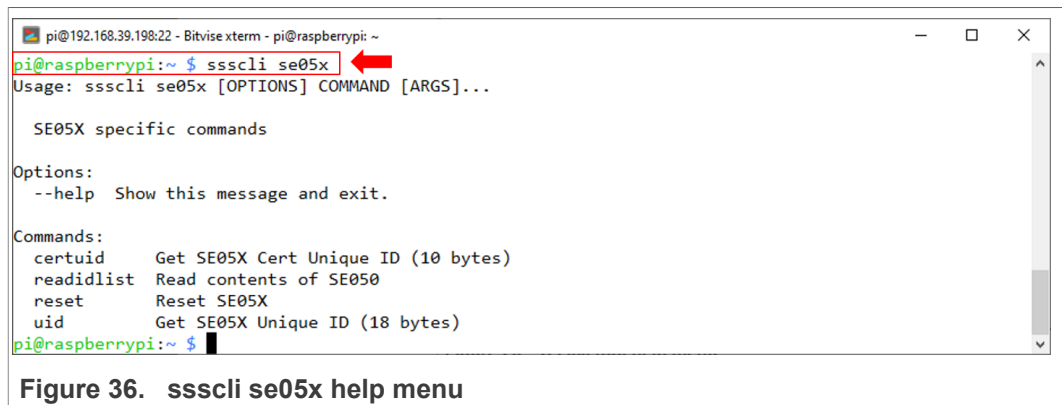 pi@192.168.39.198:22 - Bitvise xterm - pi@raspberrypi: ~
pi@raspberrypi:~ $ ssscli se05x
Usage: ssscli se05x [OPTIONS] COMMAND [ARGS]...
SE05X specific commands
Options:
--help  Show this message and exit.
Commands:
certuid     Get SE05X Cert Unique ID (10 bytes)
readidlist  Read contents of SE050
reset       Reset SE05X
uid         Get SE05X Unique ID (18 bytes)
pi@raspberrypi:~ $
Figure 36.   ssscli se05x help menu